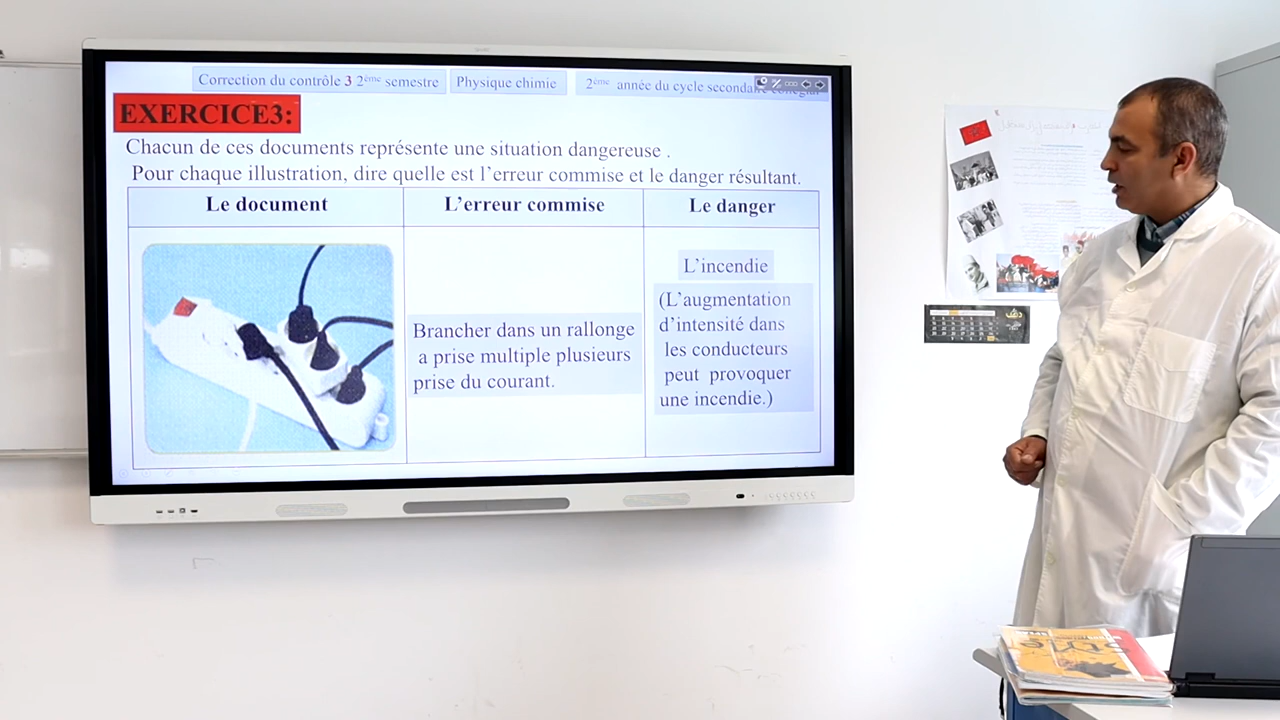 Correction du contrôle 3 2ème semestre
Physique chimie
2ème année du cycle secondaire collégial
EXERCICE3:
Chacun de ces documents représente une situation dangereuse .
Pour chaque illustration, dire quelle est l'erreur commise et le danger résultant.
Le document
L'erreur commise
Le danger
Brancher dans un rallonge
a prise multiple plusieurs
prise du courant.
L'incendie
(L'augmentation
d'intensité dans
les conducteurs
peut provoquer
une incendie.)